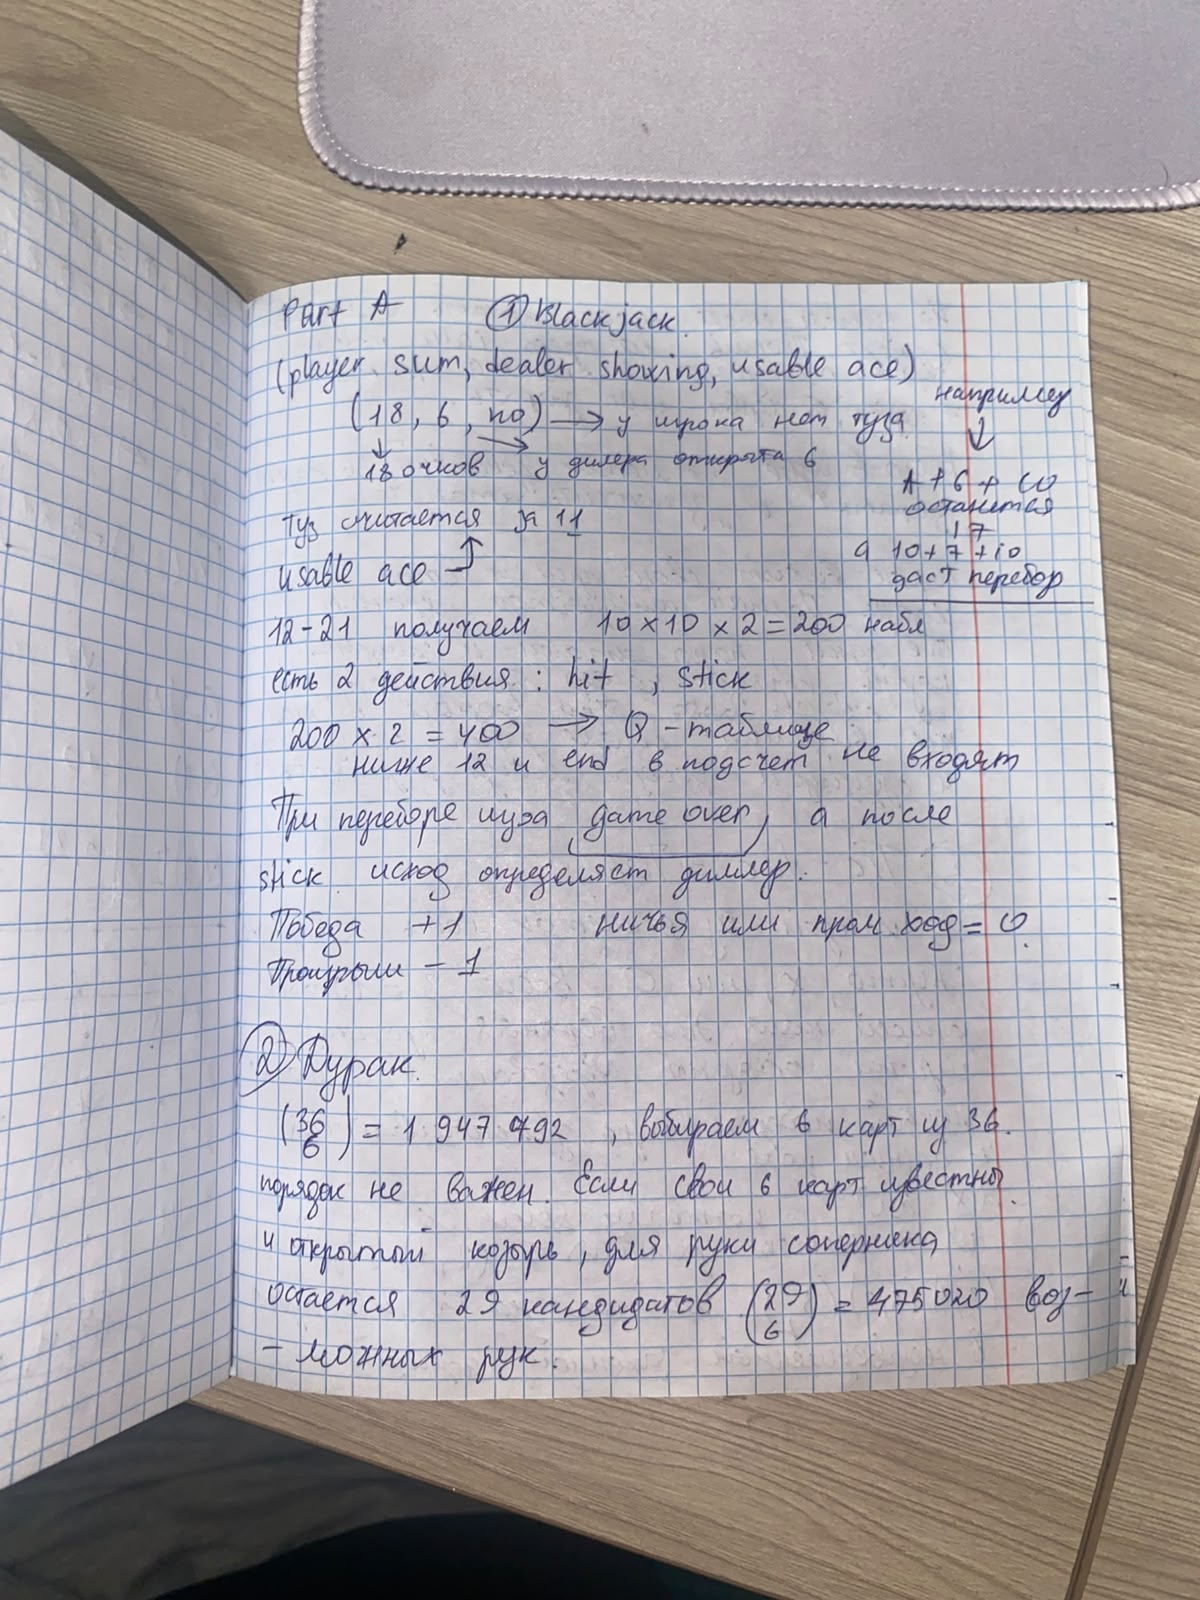 Part A ① Blackjack.
(player sum, dealer showing, usable ace)
например
(18, 6, no) → у игрока нет туза
18 очков у дилера открыта 6
A + 6 + 10
останется
17
туз считается за 11
а 10+7+10
даст перебор
usable ace
12-21 получаем 10 x 10 x 2 = 200 набл
есть 2 действия : hit , stick
200 x 2 = 400 → Q - таблице
ниже 12 и end в подсчет не входят
При переборе game over, а после
stick исход определяет диллер.
Победа +1 ничья или пром. ход = 0
Проигрыш - 1
② Дурак.
(36 6) = 1 947 792 , выбираем 6 карт из 36.
порядок не важен. Если свои 6 карт известны
и открытый козырь, для руки соперника
остается 29 кандидатов (29 6) = 475020 воз-
- можных рук.